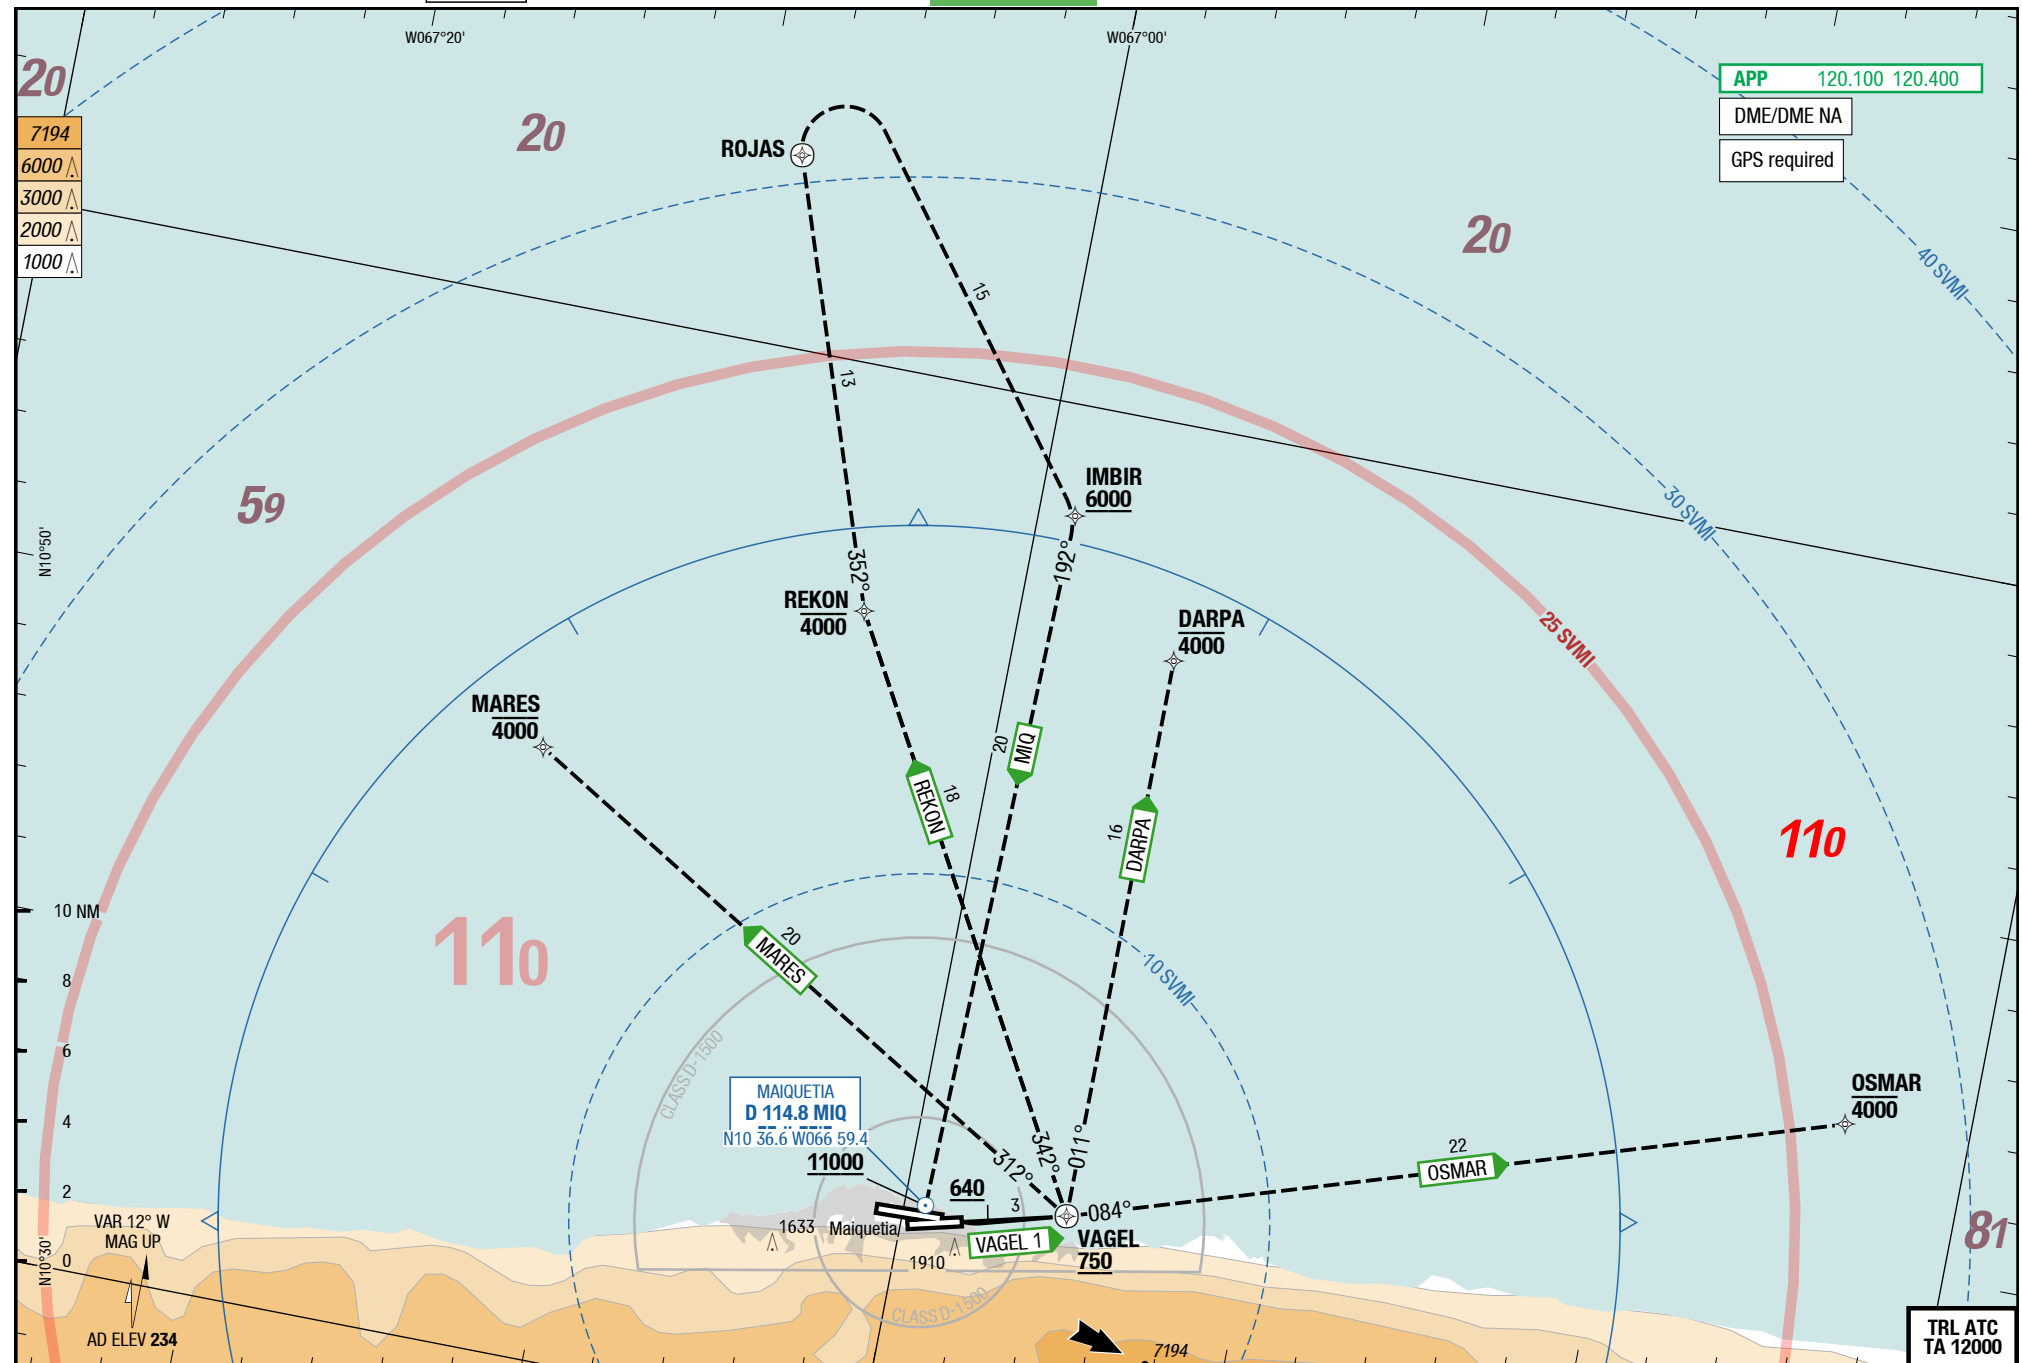 W067°20'
W067°00'
20
APP 120.100 120.400
DME/DME NA
GPS required
7194
6000
3000
2000
1000
20
ROJAS
20
40 SVMI
15
13
IMBIR
6000
59
30 SVMI
N10°50'
352°
192°
REKON
4000
DARPA
4000
25 SVMI
MARES
4000
20
MIQ
REKON
18
16
DARPA
110
10 NM
8
6
4
2
0
110
20
MARES
10 SVMI
CLASS D-1500
MAIQUETIA
D 114.8 MIQ
N10 36.6 W066 59.4
11000
640
3
312°
342°
011°
084°
22
OSMAR
OSMAR
4000
VAR 12° W
MAG UP
1633
Maiquetia
VAGEL 1
VAGEL
750
1910
81
N10°30'
CLASS D-1500
AD ELEV 234
7194
TRL ATC
TA 12000